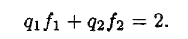 q₁f₁ + q₂f₂ = 2.